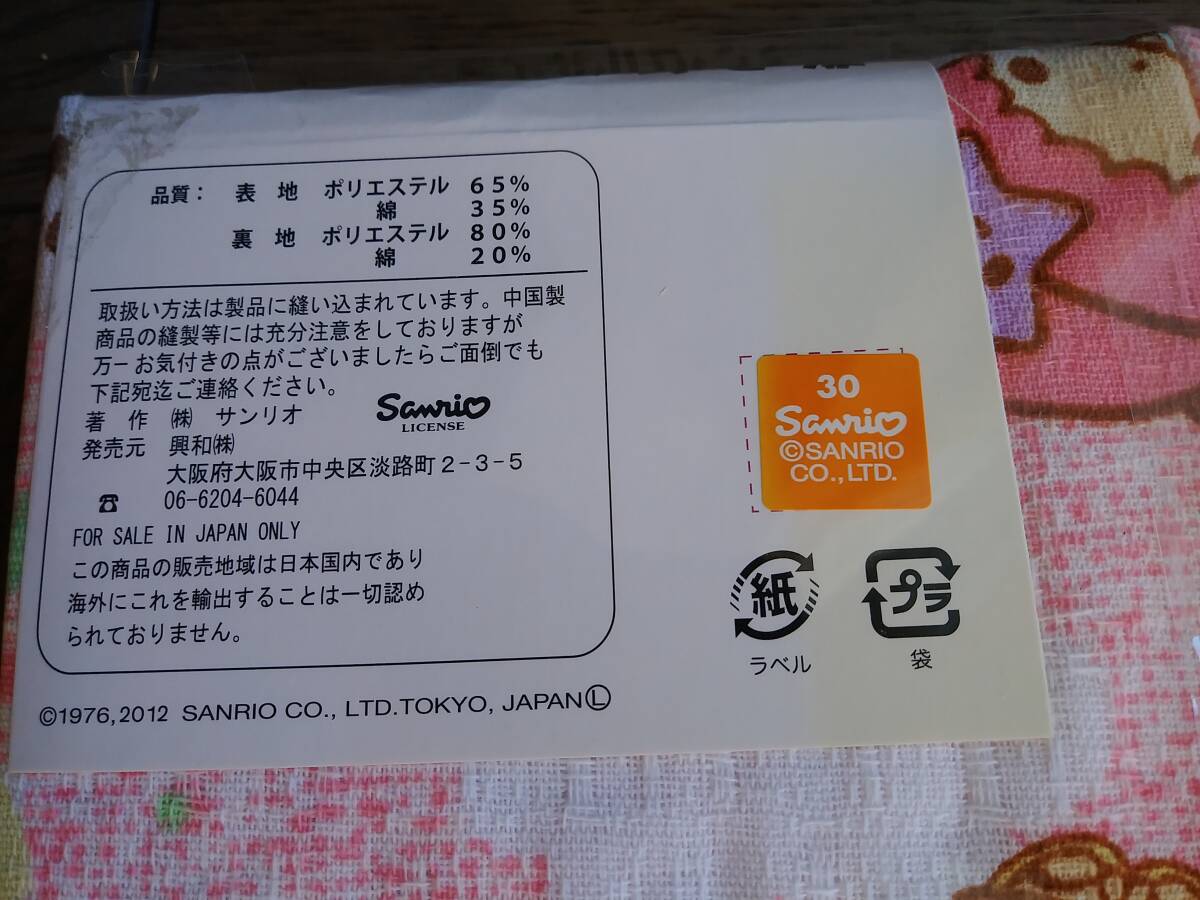 品質： 表 地 ポリエステル 65%
綿 35%
裏 地 ポリエステル 80%
綿 20%
取扱い方法は製品に縫い込まれています。中国製
商品の縫製等には充分注意をしておりますが
万一お気付きの点がございましたらご面倒でも
下記宛迄ご連絡ください。
著 作 ㈱ サンリオ
Sanrio
LICENSE
発売元 興和㈱
大阪府大阪市中央区淡路町2-3-5
☎ 06-6204-6044
FOR SALE IN JAPAN ONLY
この商品の販売地域は日本国内であり
海外にこれを輸出することは一切認め
られておりません。
©1976,2012 SANRIO CO., LTD.TOKYO, JAPAN Ⓛ
30
Sanrio
©SANRIO
CO.,LTD.
紙
ラベル
プラ
袋